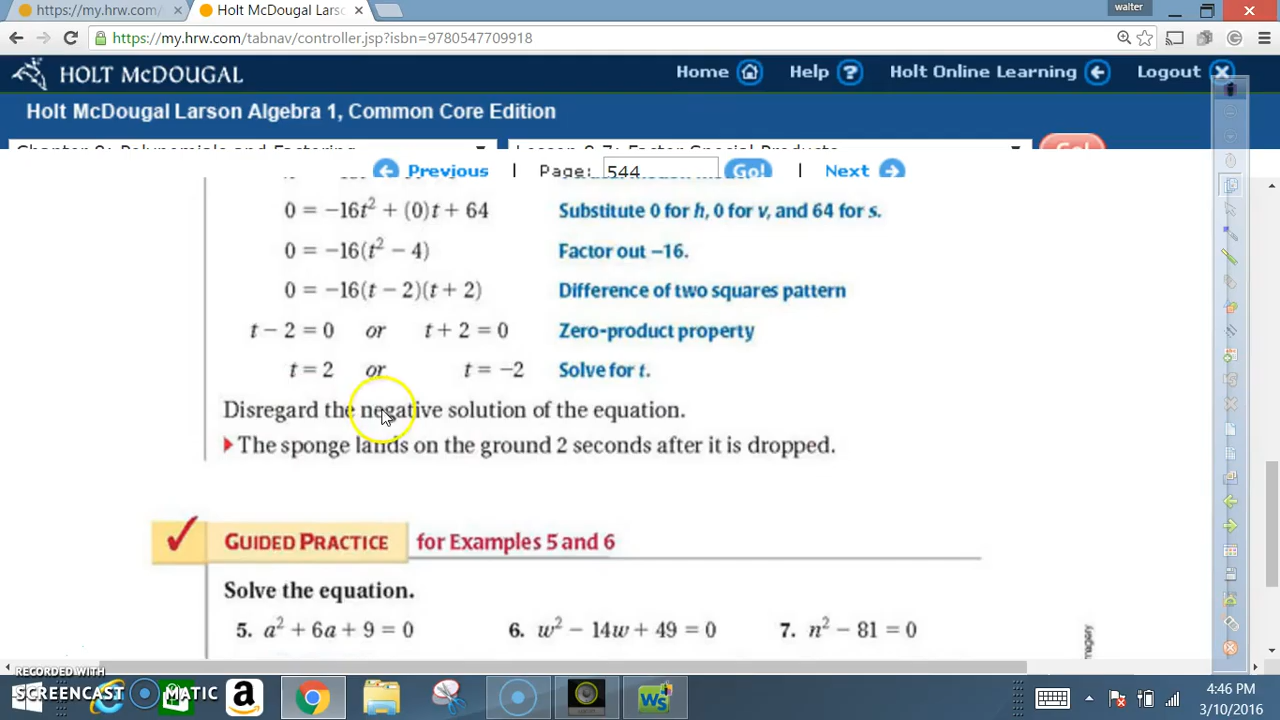 https://my.hrw.com/
Holt McDougal Lars
walter
https://my.hrw.com/tabnav/controller.jsp?isbn=9780547709918
HOLT McDOUGAL
Home
Help
Holt Online Learning
Logout
Holt McDougal Larson Algebra 1, Common Core Edition
Previous | Page: 544 Go! | Next
0 = −16t² + (0)t + 64 Substitute 0 for h, 0 for v, and 64 for s.
0 = −16(t² − 4) Factor out −16.
0 = −16(t − 2)(t + 2) Difference of two squares pattern
t − 2 = 0 or t + 2 = 0 Zero-product property
t = 2 or t = −2 Solve for t.
Disregard the negative solution of the equation.
The sponge lands on the ground 2 seconds after it is dropped.
GUIDED PRACTICE for Examples 5 and 6
Solve the equation.
5. a² + 6a + 9 = 0 6. w² − 14w + 49 = 0 7. n² − 81 = 0
RECORDED WITH
SCREENCAST MATIC
4:46 PM
3/10/2016